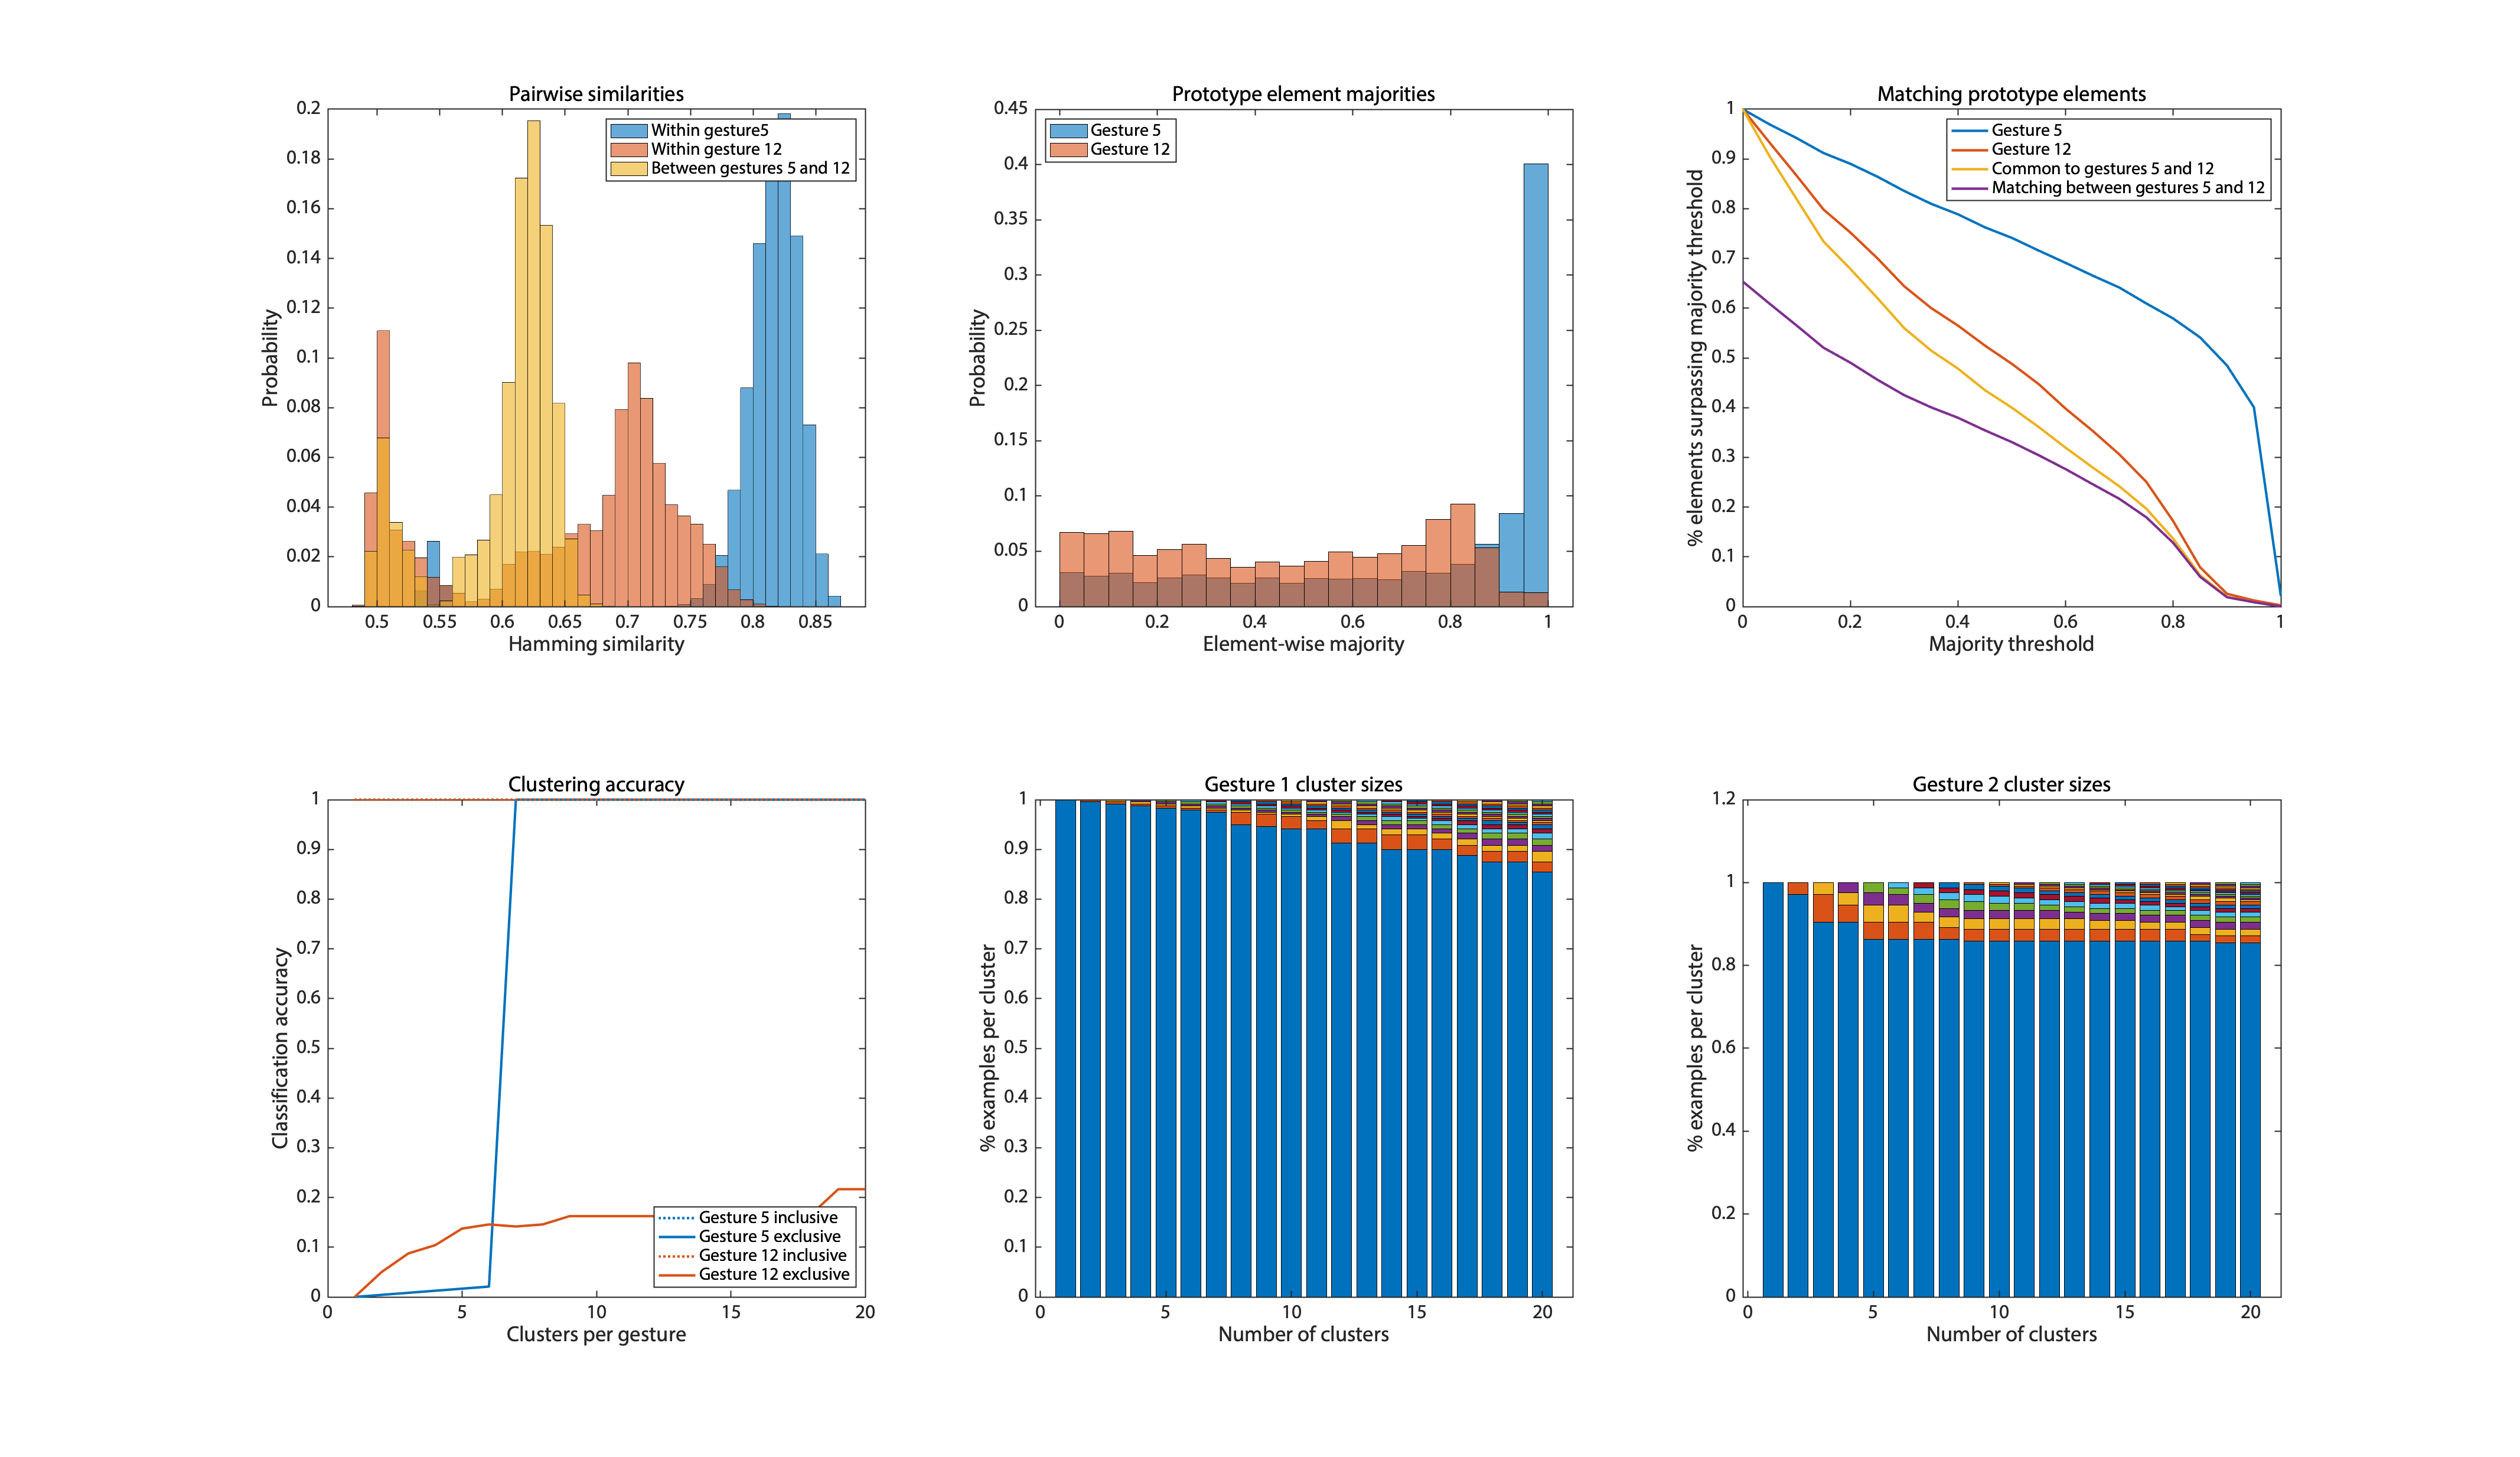 Pairwise similarities
0.2
0.18
0.16
0.14
0.12
0.1
0.08
0.06
0.04
0.02
0
Probability
Within gesture5
Within gesture 12
Between gestures 5 and 12
0.5 0.55 0.6 0.65 0.7 0.75 0.8 0.85
Hamming similarity
Prototype element majorities
0.45
0.4
0.35
0.3
0.25
0.2
0.15
0.1
0.05
0
Probability
Gesture 5
Gesture 12
0 0.2 0.4 0.6 0.8 1
Element-wise majority
Matching prototype elements
1
0.9
0.8
0.7
0.6
0.5
0.4
0.3
0.2
0.1
0
% elements surpassing majority threshold
Gesture 5
Gesture 12
Common to gestures 5 and 12
Matching between gestures 5 and 12
0 0.2 0.4 0.6 0.8 1
Majority threshold
Clustering accuracy
1
0.9
0.8
0.7
0.6
0.5
0.4
0.3
0.2
0.1
0
Classification accuracy
Gesture 5 inclusive
Gesture 5 exclusive
Gesture 12 inclusive
Gesture 12 exclusive
0 5 10 15 20
Clusters per gesture
Gesture 1 cluster sizes
1
0.9
0.8
0.7
0.6
0.5
0.4
0.3
0.2
0.1
0
% examples per cluster
0 5 10 15 20
Number of clusters
Gesture 2 cluster sizes
1.2
1
0.8
0.6
0.4
0.2
0
% examples per cluster
0 5 10 15 20
Number of clusters